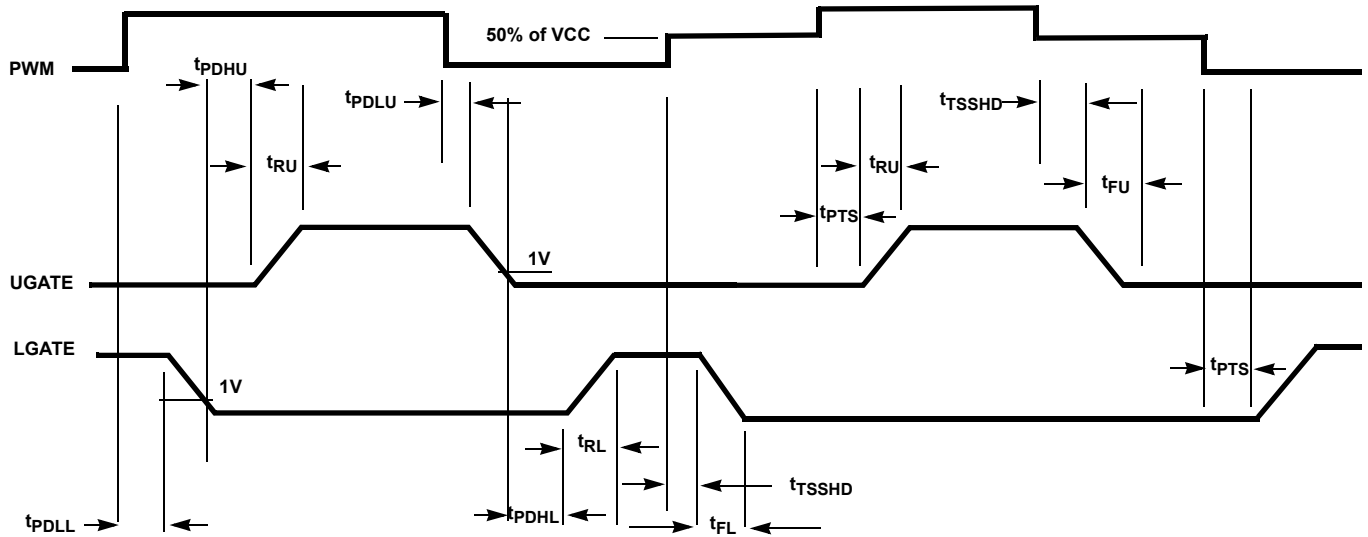 50% of VCC
PWM
tPDHU
tPDLU
tTSSHD
tRU
tRU
tFU
tPTS
1V
UGATE
LGATE
tPTS
1V
tRL
tTSSHD
tPDLL
tPDHL
tFL